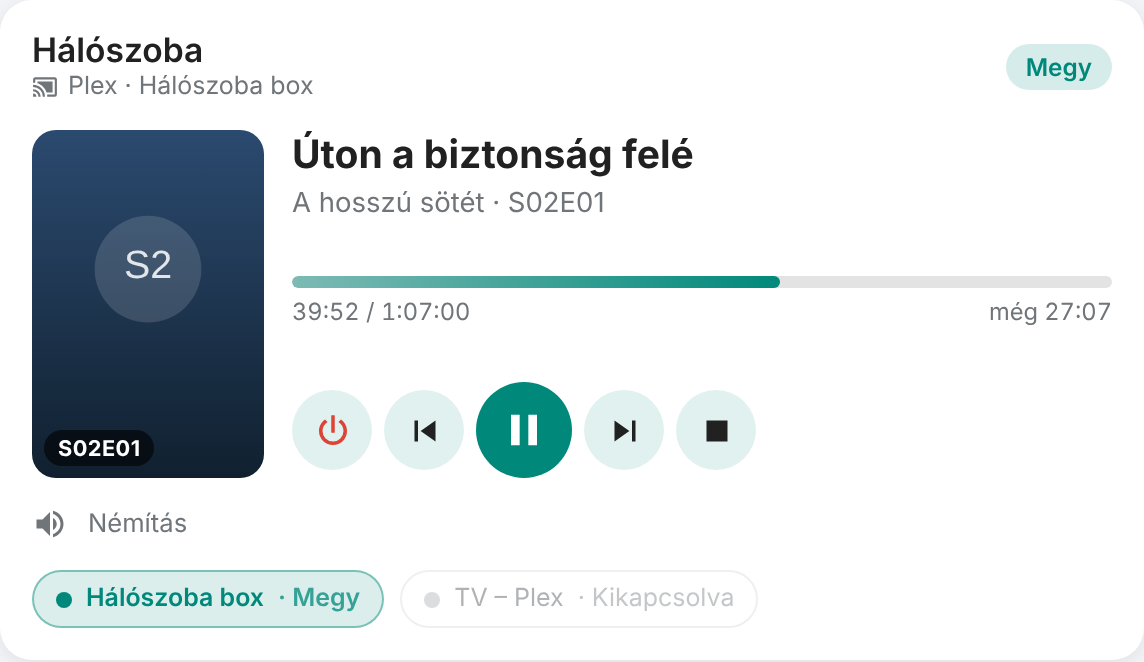 Hálószoba
Plex · Hálószoba box
Megy
S2
S02E01
Úton a biztonság felé
A hosszú sötét · S02E01
39:52 / 1:07:00
még 27:07
Némítás
Hálószoba box · Megy
TV – Plex · Kikapcsolva